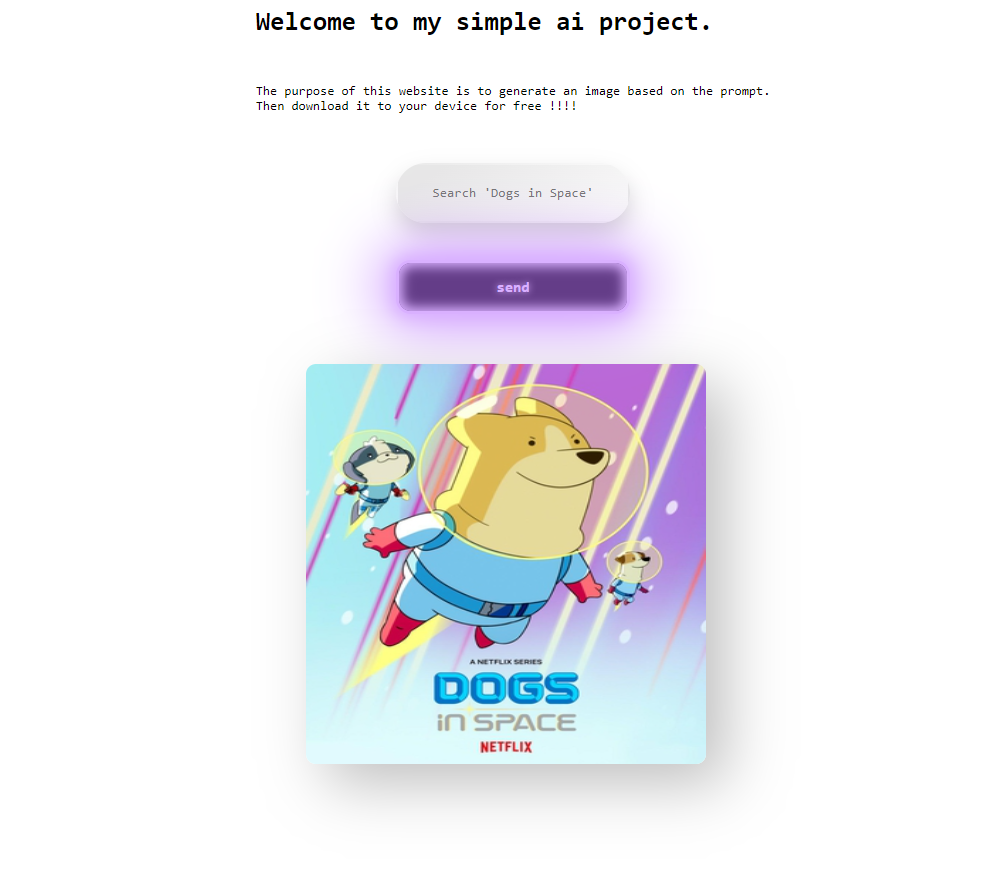 Welcome to my simple ai project.
The purpose of this website is to generate an image based on the prompt.
Then download it to your device for free !!!!
Search 'Dogs in Space'
send
A NETFLIX SERIES
DOGS
in SPACE
NETFLIX